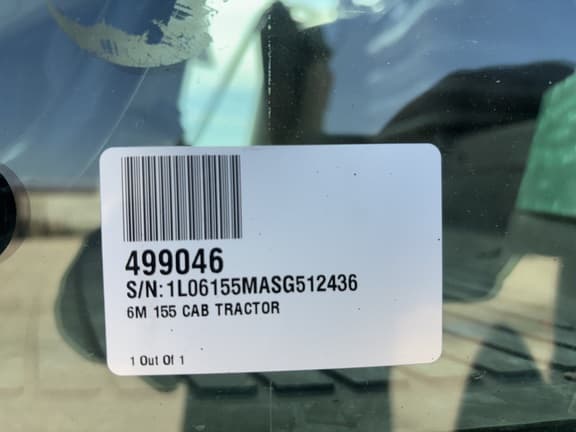 499046
S/N:1L06155MASG512436
6M 155 CAB TRACTOR
1 Out Of 1